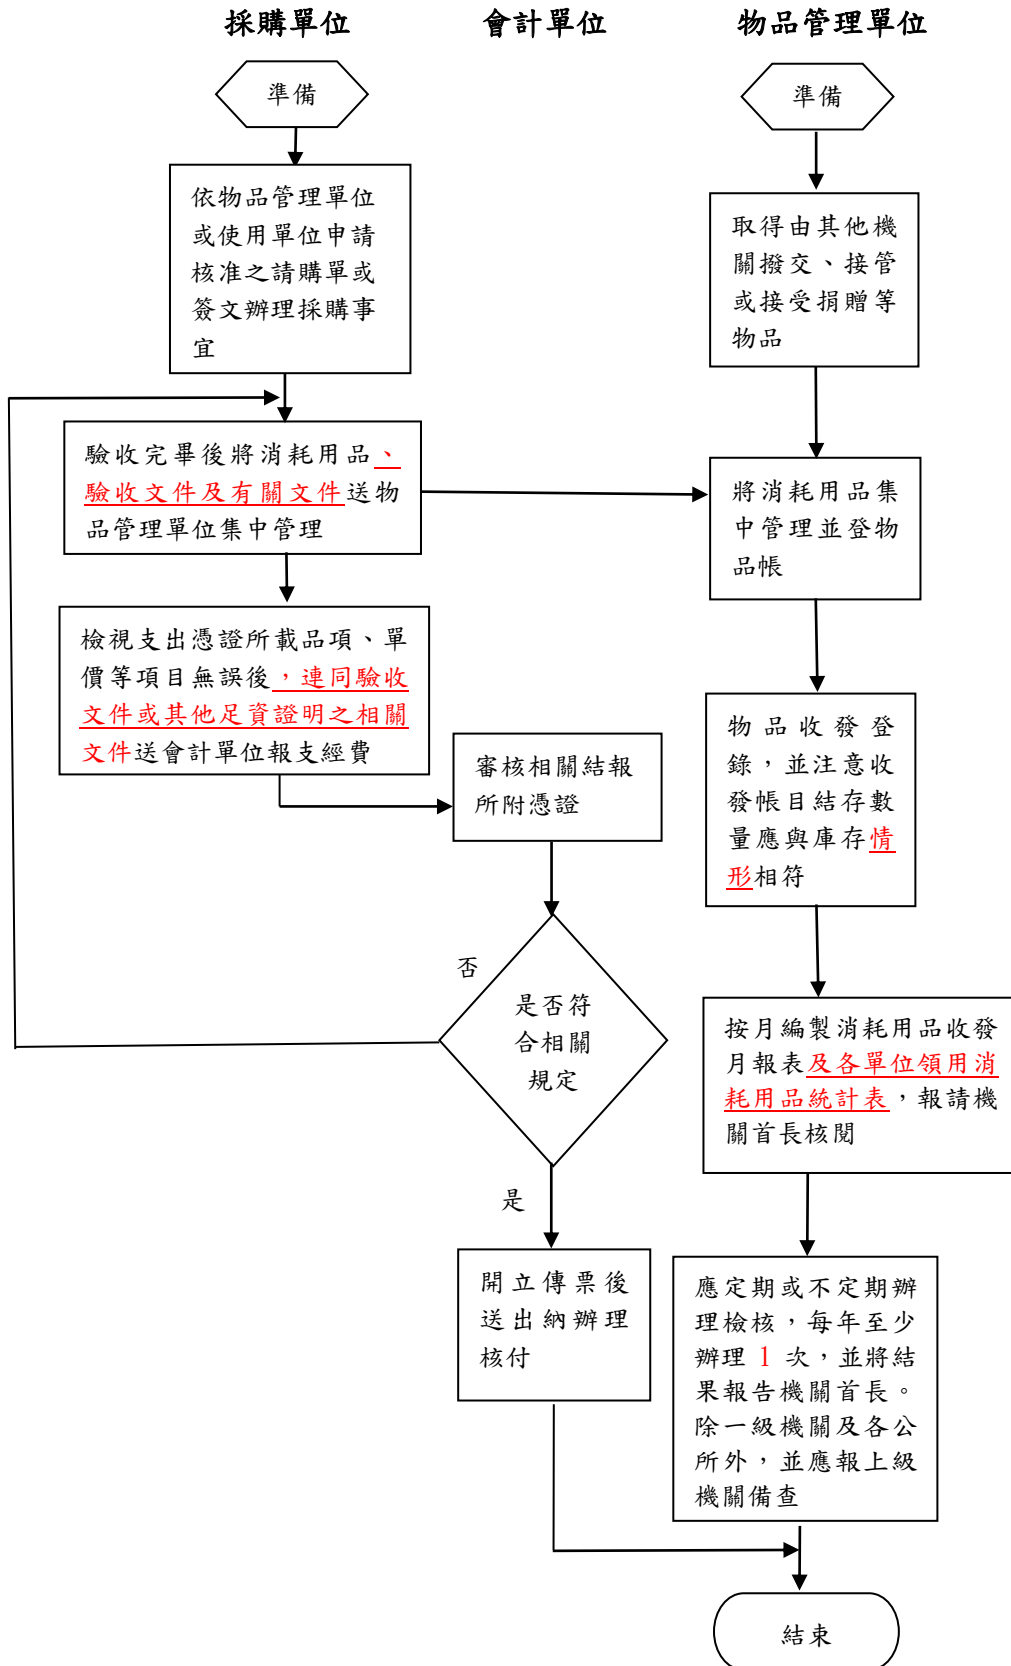 採購單位 會計單位 物品管理單位
準備
準備
依物品管理單位
或使用單位申請
核准之請購單或
簽文辦理採購事
宜
取得由其他機
關撥交、接管
或接受捐贈等
物品
驗收完畢後將消耗用品、
驗收文件及有關文件送物
品管理單位集中管理
將消耗用品集
中管理並登物
品帳
檢視支出憑證所載品項、單
價等項目無誤後，連同驗收
文件或其他足資證明之相關
文件送會計單位報支經費
審核相關結報
所附憑證
物品收發登
錄，並注意收
發帳目結存數
量應與庫存情
形相符
否
是否符
合相關
規定
按月編製消耗用品收發
月報表及各單位領用消
耗用品統計表，報請機
關首長核閱
是
開立傳票後
送出納辦理
核付
應定期或不定期辦
理檢核，每年至少
辦理 1 次，並將結
果報告機關首長。
除一級機關及各公
所外，並應報上級
機關備查
結束